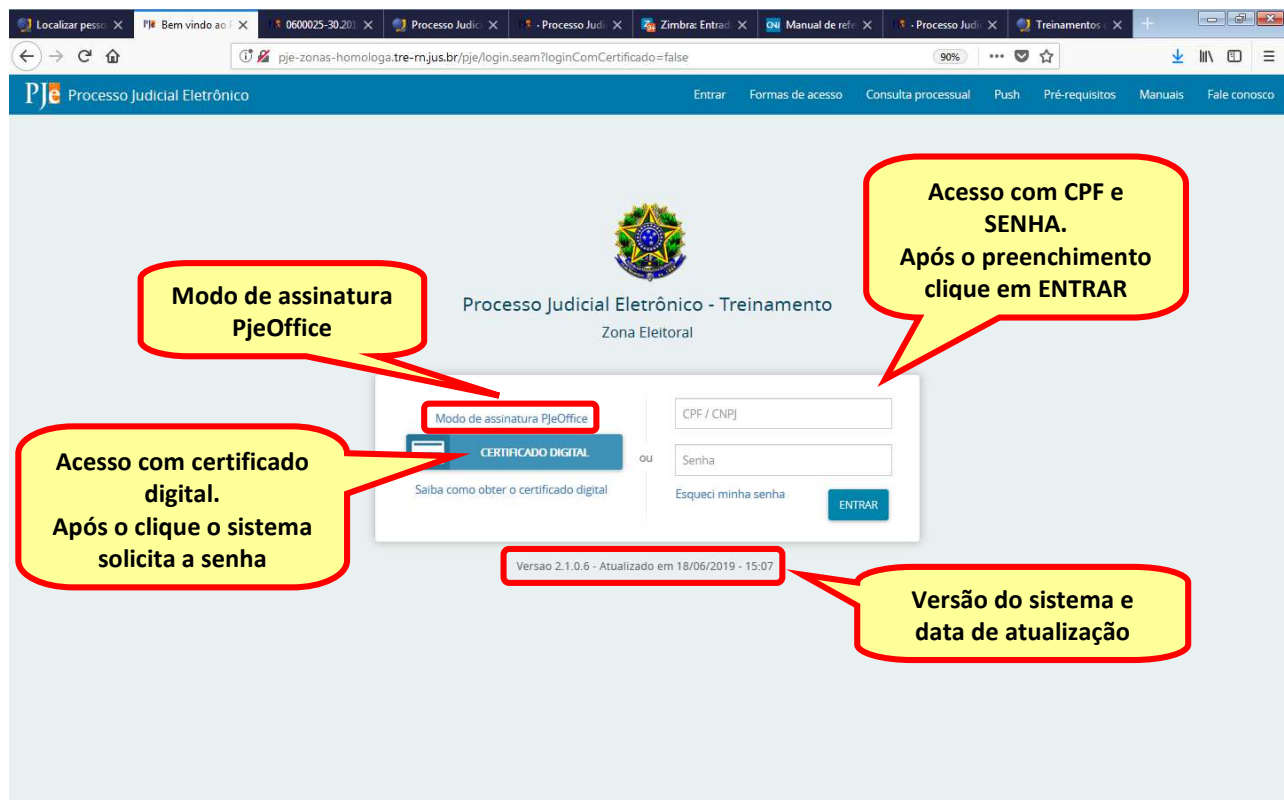 Localizar pesso
PJe Bem vindo ao
0600025-30.201
Processo Judici
- Processo Judi
Zimbra: Entrad
CNJ Manual de refe
- Processo Judi
Treinamentos
pje-zonas-homologa.tre-rn.jus.br/pje/login.seam?loginComCertificado=false
90%
PJe Processo Judicial Eletrônico
Entrar Formas de acesso Consulta processual Push Pré-requisitos Manuais Fale conosco
Acesso com CPF e
SENHA.
Após o preenchimento
clique em ENTRAR
Modo de assinatura
PjeOffice
Processo Judicial Eletrônico - Treinamento
Zona Eleitoral
Modo de assinatura PJeOffice
CERTIFICADO DIGITAL
Saiba como obter o certificado digital
ou
CPF / CNPJ
Senha
Esqueci minha senha
ENTRAR
Acesso com certificado
digital.
Após o clique o sistema
solicita a senha
Versao 2.1.0.6 - Atualizado em 18/06/2019 - 15:07
Versão do sistema e
data de atualização